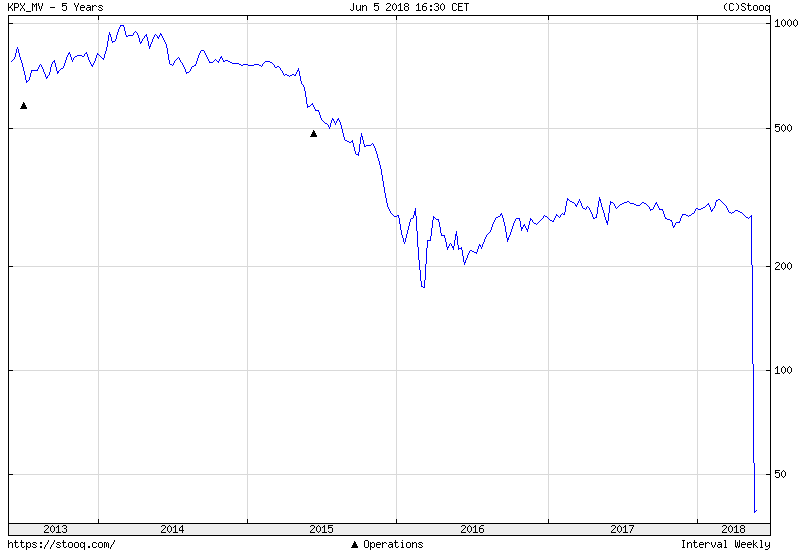 KPX_MV - 5 Years Jun 5 2018 16:30 CET (C)Stooq
1000
500
200
100
50
2013 2014 2015 2016 2017 2018
https://stooq.com/ ▲ Operations Interval Weekly